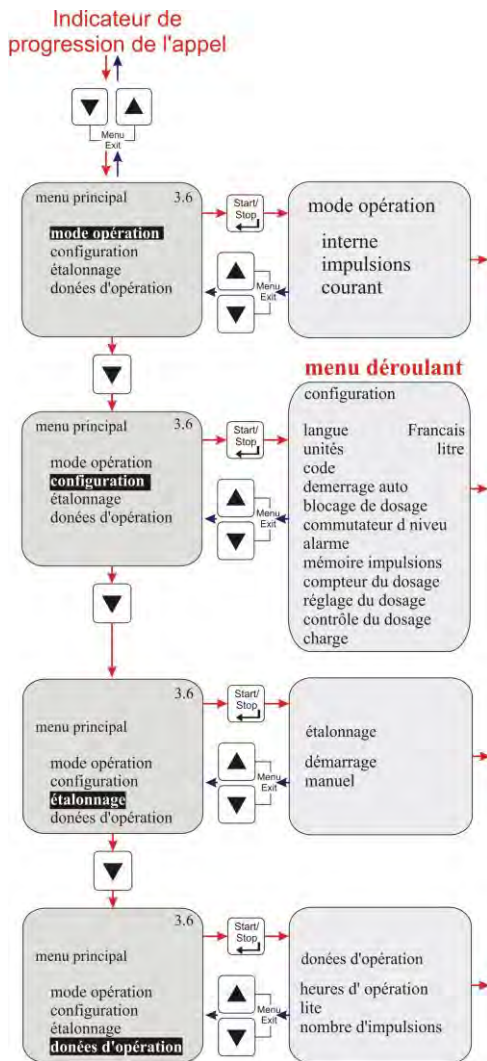 Indicateur de
progression de l'appel
Menu
Exit
menu principal 3.6
mode opération
configuration
étalonnage
donées d'opération
Start/
Stop
Menu
Exit
mode opération
interne
impulsions
courant
menu déroulant
menu principal 3.6
mode opération
configuration
étalonnage
données d'opération
Start/
Stop
Menu
Exit
configuration
langue Francais
unités litre
code
demerrage auto
blocage de dosage
commutateur d niveu
alarme
mémoire impulsions
compteur du dosage
réglage du dosage
contrôle du dosage
charge
3.6
menu principal
mode opération
configuration
étalonnage
données d'opération
Start/
Stop
Menu
Exit
étalonnage
démarrage
manuel
3.6
menu principal
mode opération
configuration
étalonnage
donées d'opération
Start/
Stop
Menu
Exit
donées d'opération
heures d' opération
lite
nombre d'impulsions